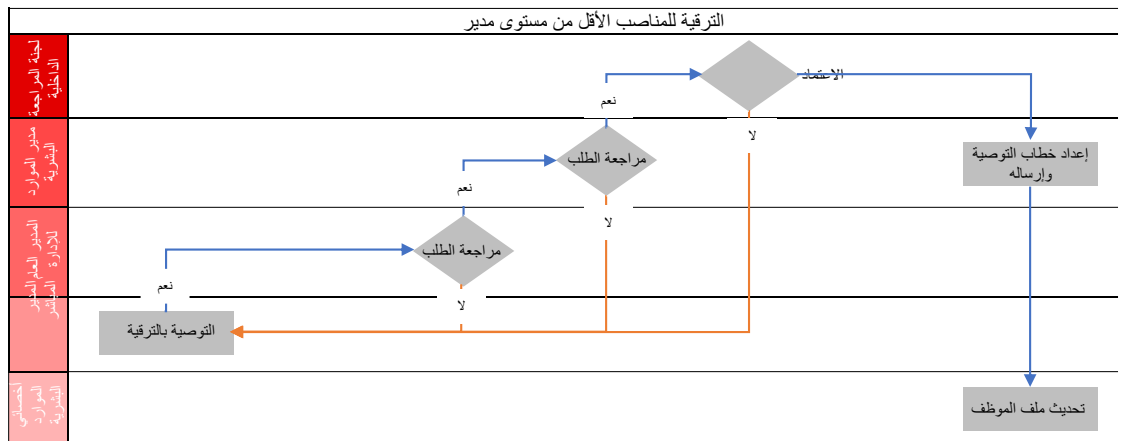 الترقية للمناصب الأقل من مستوى مدير
لجنة المراجعة
الداخلية
الاعتماد
نعم
لا
مدير الموارد
البشرية
مراجعة الطلب
إعداد خطاب التوصية
وإرساله
نعم
لا
المدير العام
للإدارة
مراجعة الطلب
نعم
لا
المدير
المباشر
التوصية بالترقية
أخصائي
الموارد
البشرية
تحديث ملف الموظف